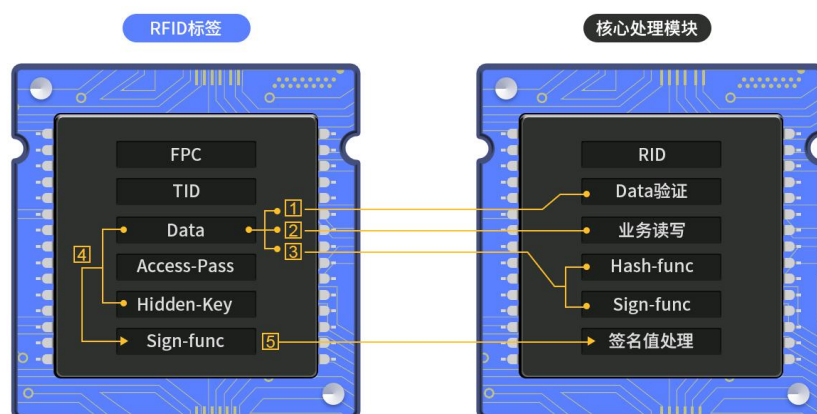 RFID标签
核心处理模块
FPC
TID
Data
Access-Pass
Hidden-Key
Sign-func
4
5
1
2
3
RID
Data验证
业务读写
Hash-func
Sign-func
签名值处理